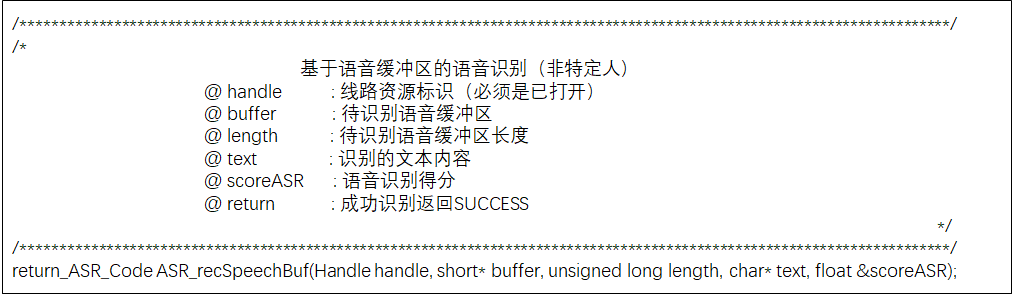 /*********************************************************************************************************************/
/*
基于语音缓冲区的语音识别（非特定人）
@ handle : 线路资源标识（必须是已打开）
@ buffer : 待识别语音缓冲区
@ length : 待识别语音缓冲区长度
@ text : 识别的文本内容
@ scoreASR : 语音识别得分
@ return : 成功识别返回SUCCESS
*/
/*********************************************************************************************************************/
return_ASR_Code ASR_recSpeechBuf(Handle handle, short* buffer, unsigned long length, char* text, float &scoreASR);